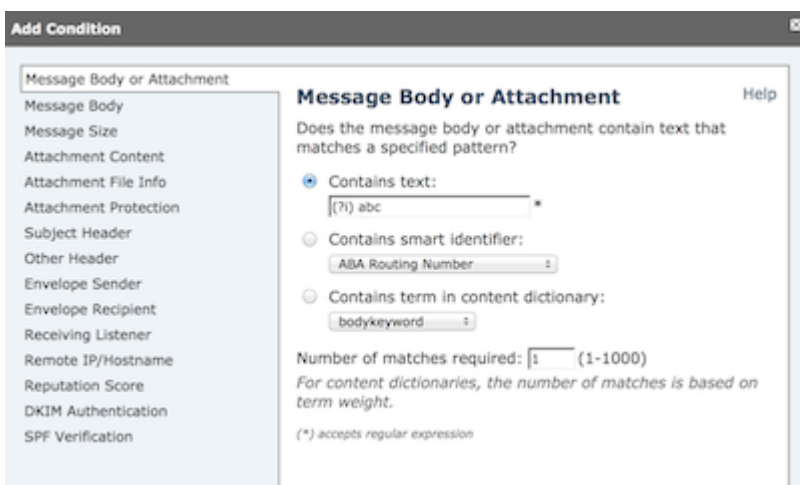 Add Condition
Message Body or Attachment
Message Body
Message Size
Attachment Content
Attachment File Info
Attachment Protection
Subject Header
Other Header
Envelope Sender
Envelope Recipient
Receiving Listener
Remote IP/Hostname
Reputation Score
DKIM Authentication
SPF Verification
Message Body or Attachment
Help
Does the message body or attachment contain text that
matches a specified pattern?
Contains text:
(?i) abc *
Contains smart identifier:
ABA Routing Number
Contains term in content dictionary:
bodykeyword
Number of matches required: 1 (1-1000)
For content dictionaries, the number of matches is based on
term weight.
(*) accepts regular expression